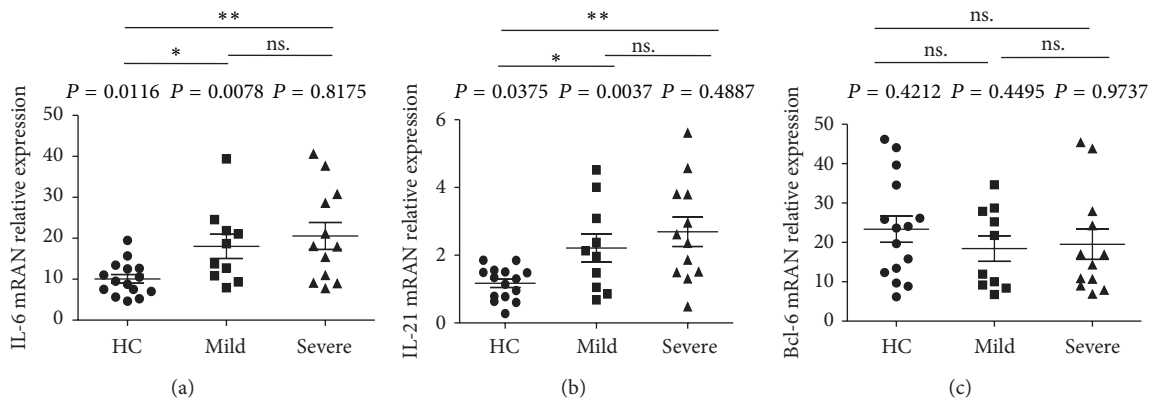 **
* ns.
P = 0.0116 P = 0.0078 P = 0.8175
IL-6 mRAN relative expression
50
40
30
20
10
0
HC Mild Severe
(a)
**
* ns.
P = 0.0375 P = 0.0037 P = 0.4887
IL-21 mRAN relative expression
6
4
2
0
HC Mild Severe
(b)
ns.
ns. ns.
P = 0.4212 P = 0.4495 P = 0.9737
Bcl-6 mRAN relative expression
50
40
30
20
10
0
HC Mild Severe
(c)